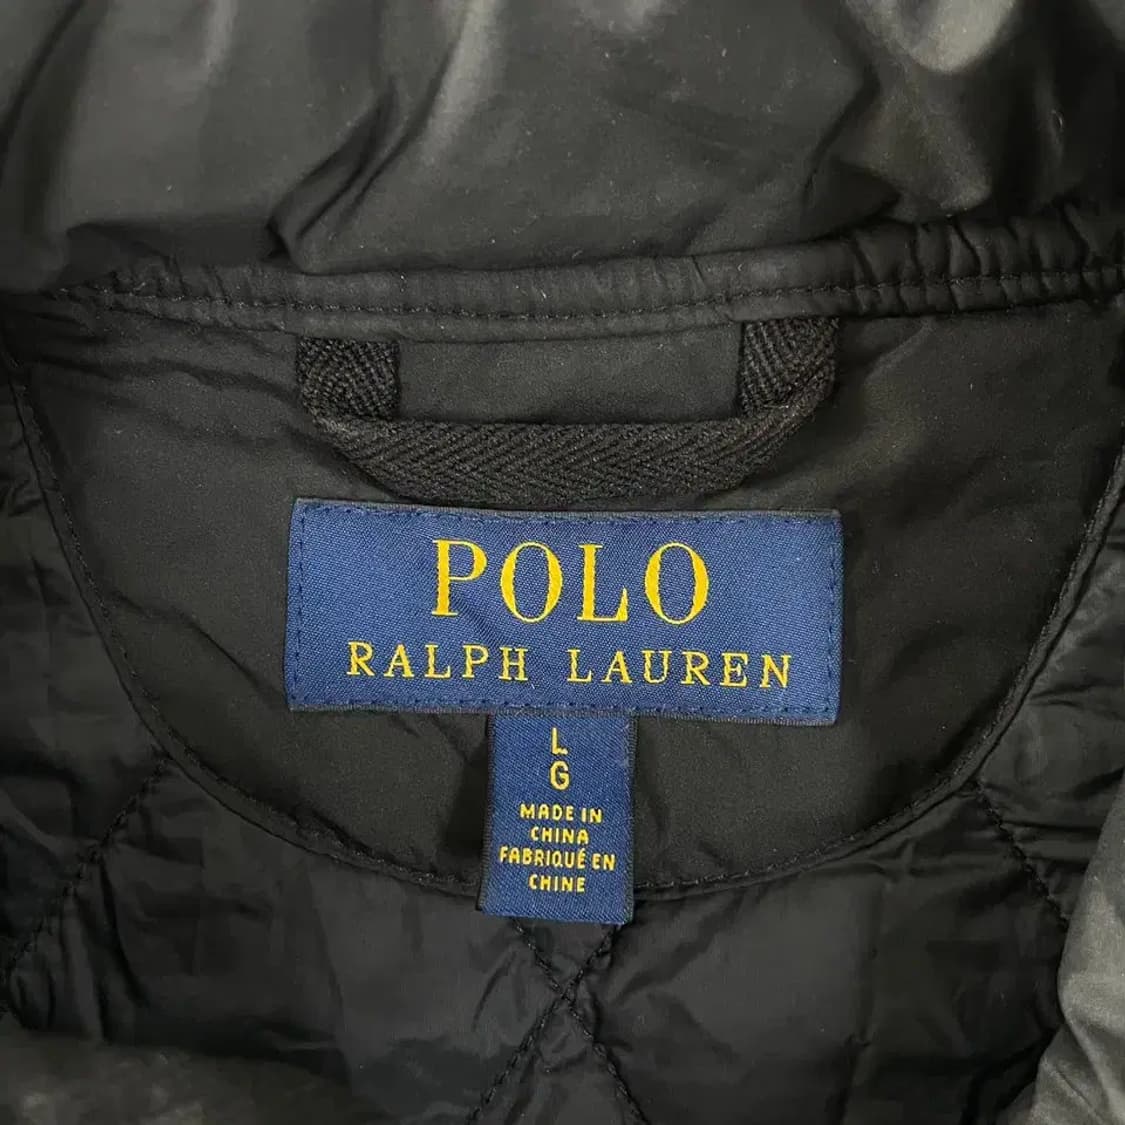 POLO
RALPH LAUREN
L
G
MADE IN
CHINA
FABRIQUÉ EN
CHINE